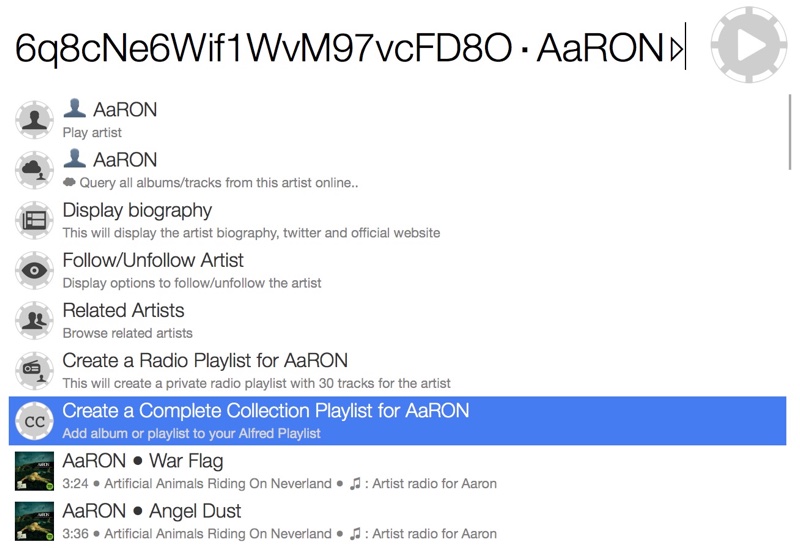 6q8cNe6Wif1WvM97vcFD8O · AaRON ▷
AaRON
Play artist
AaRON
Query all albums/tracks from this artist online..
Display biography
This will display the artist biography, twitter and official website
Follow/Unfollow Artist
Display options to follow/unfollow the artist
Related Artists
Browse related artists
Create a Radio Playlist for AaRON
This will create a private radio playlist with 30 tracks for the artist
CC
Create a Complete Collection Playlist for AaRON
Add album or playlist to your Alfred Playlist
AaRON ● War Flag
3:24 ● Artificial Animals Riding On Neverland ● ♫ : Artist radio for Aaron
AaRON ● Angel Dust
3:36 ● Artificial Animals Riding On Neverland ● ♫ : Artist radio for Aaron